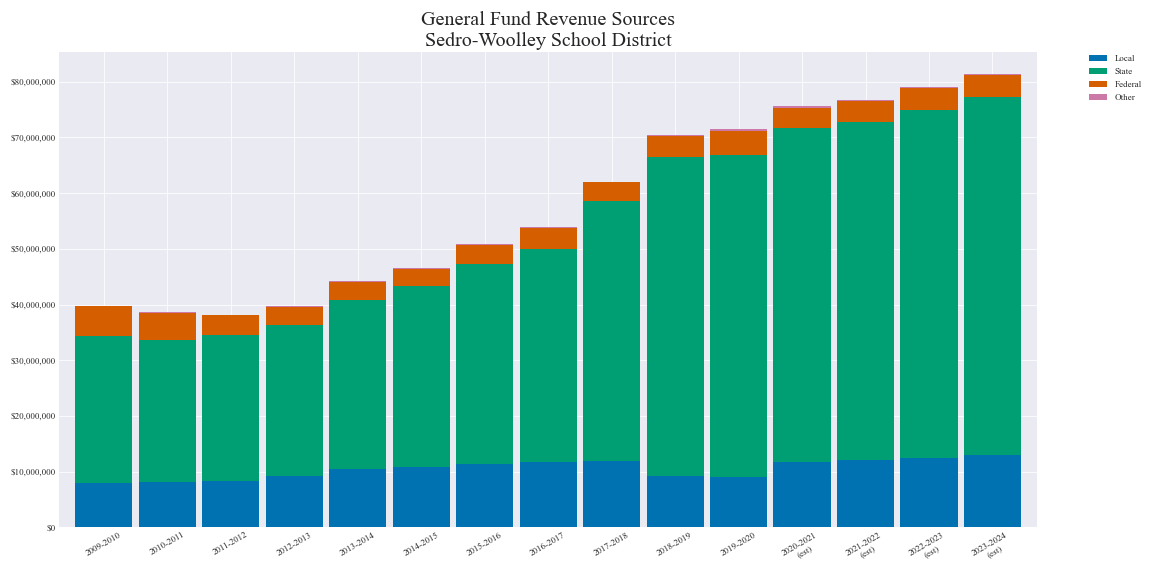 General Fund Revenue Sources
Sedro-Woolley School District
Local
State
Federal
Other
$80,000,000
$70,000,000
$60,000,000
$50,000,000
$40,000,000
$30,000,000
$20,000,000
$10,000,000
$0
2009-2010
2010-2011
2011-2012
2012-2013
2013-2014
2014-2015
2015-2016
2016-2017
2017-2018
2018-2019
2019-2020
2020-2021
(est)
2021-2022
(est)
2022-2023
(est)
2023-2024
(est)